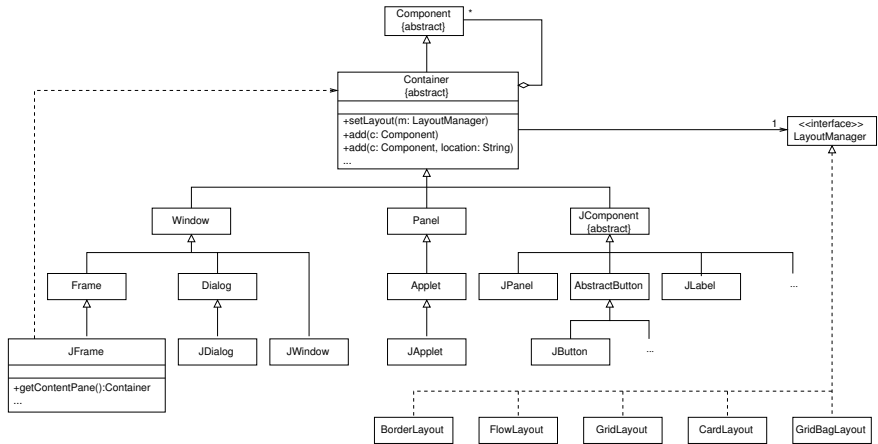 Component
{abstract}
*
Container
{abstract}
+setLayout(m: LayoutManager)
+add(c: Component)
+add(c: Component, location: String)
...
1
<<interface>>
LayoutManager
Window
Panel
JComponent
{abstract}
Frame
Dialog
Applet
JPanel
AbstractButton
JLabel
...
JFrame
+getContentPane():Container
...
JDialog
JWindow
JApplet
JButton
...
BorderLayout
FlowLayout
GridLayout
CardLayout
GridBagLayout